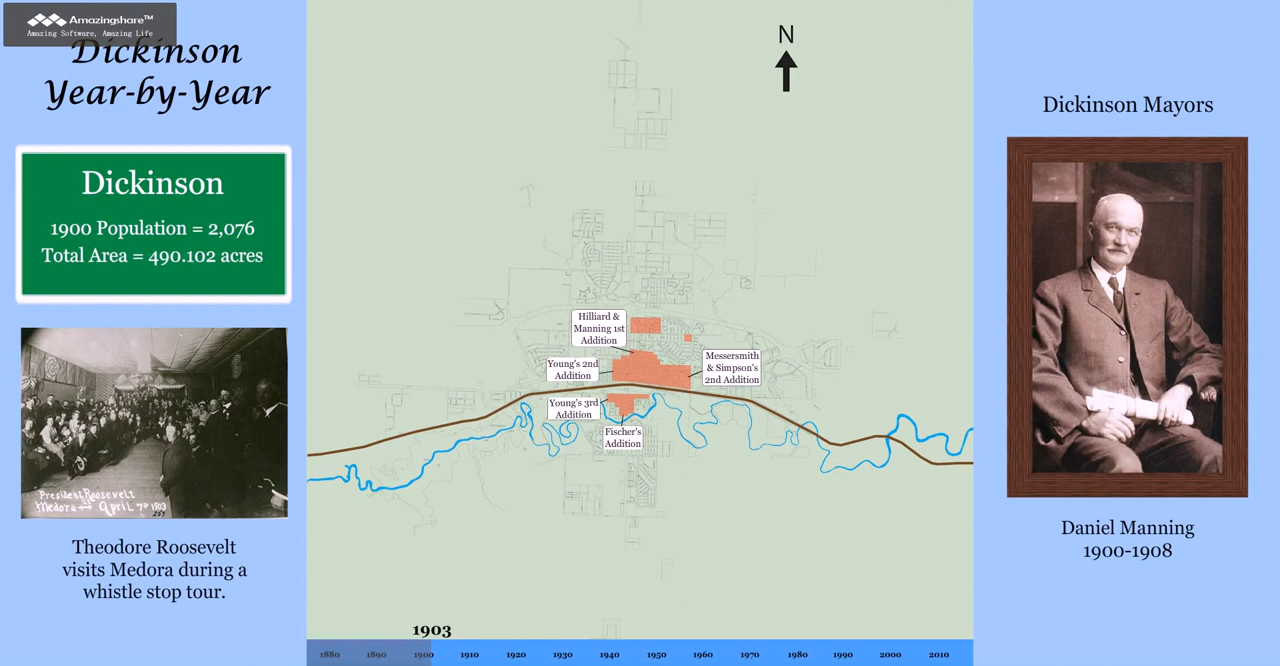 Amazingshare™
Amazing Software, Amazing Life
Dickinson
Year-by-Year
Dickinson
1900 Population = 2,076
Total Area = 490.102 acres
President Roosevelt
Medora April 7th 1903
Theodore Roosevelt
visits Medora during a
whistle stop tour.
N
Hilliard &
Manning 1st
Addition
Young's 2nd
Addition
Messersmith
& Simpson's
2nd Addition
Young's 3rd
Addition
Fischer's
Addition
1903
1880 1890 1900 1910 1920 1930 1940 1950 1960 1970 1980 1990 2000 2010
Dickinson Mayors
Daniel Manning
1900-1908